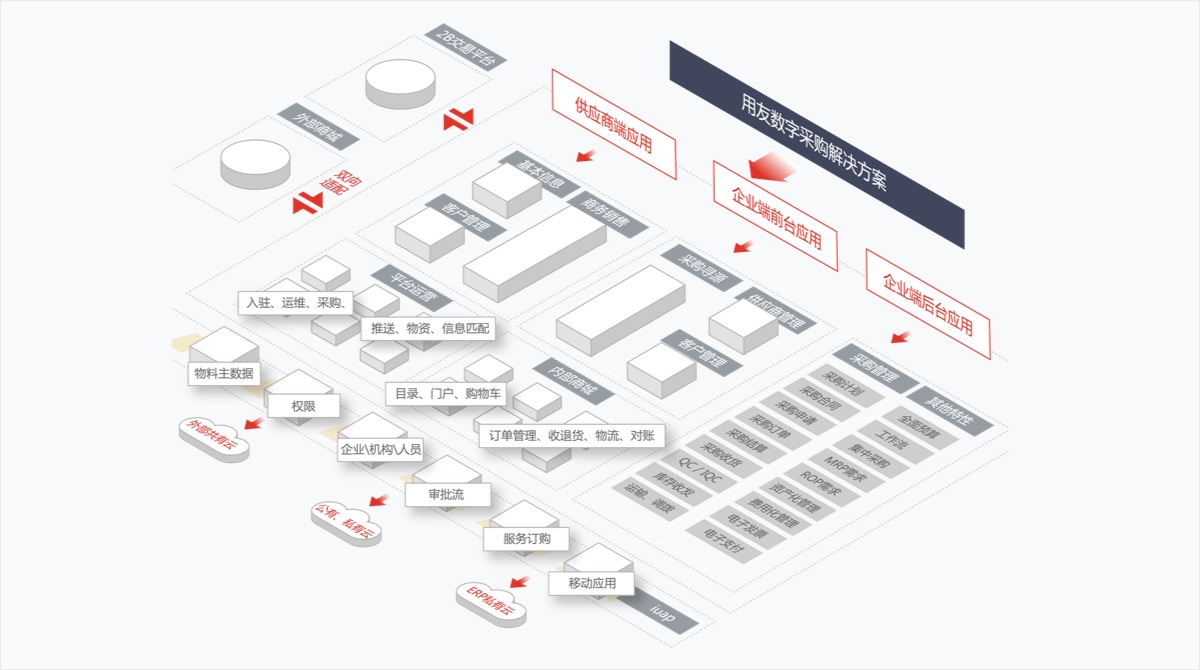 2B交易平台
外部商城
双向
适配
用友数字采购解决方案
供应商端应用
企业端前台应用
企业端后台应用
基本信息
商务销售
客户管理
平台运营
入驻、运维、采购、
推送、物资、信息匹配
采购寻源
供应商管理
客户管理
内部商城
目录、门户、购物车
订单管理、收退货、物流、对账
采购管理
其他特性
采购计划
采购合同
采购申请
采购订单
采购结算
采购收货
QC / IQC
库存收发
运输、调拨
全面预算
工作流
集中采购
MRP需求
ROP需求
资产化管理
费用化管理
电子发票
电子支付
物料主数据
权限
企业\机构\人员
审批流
服务订购
移动应用
iuap
外部共有云
公有、私有云
ERP私有云